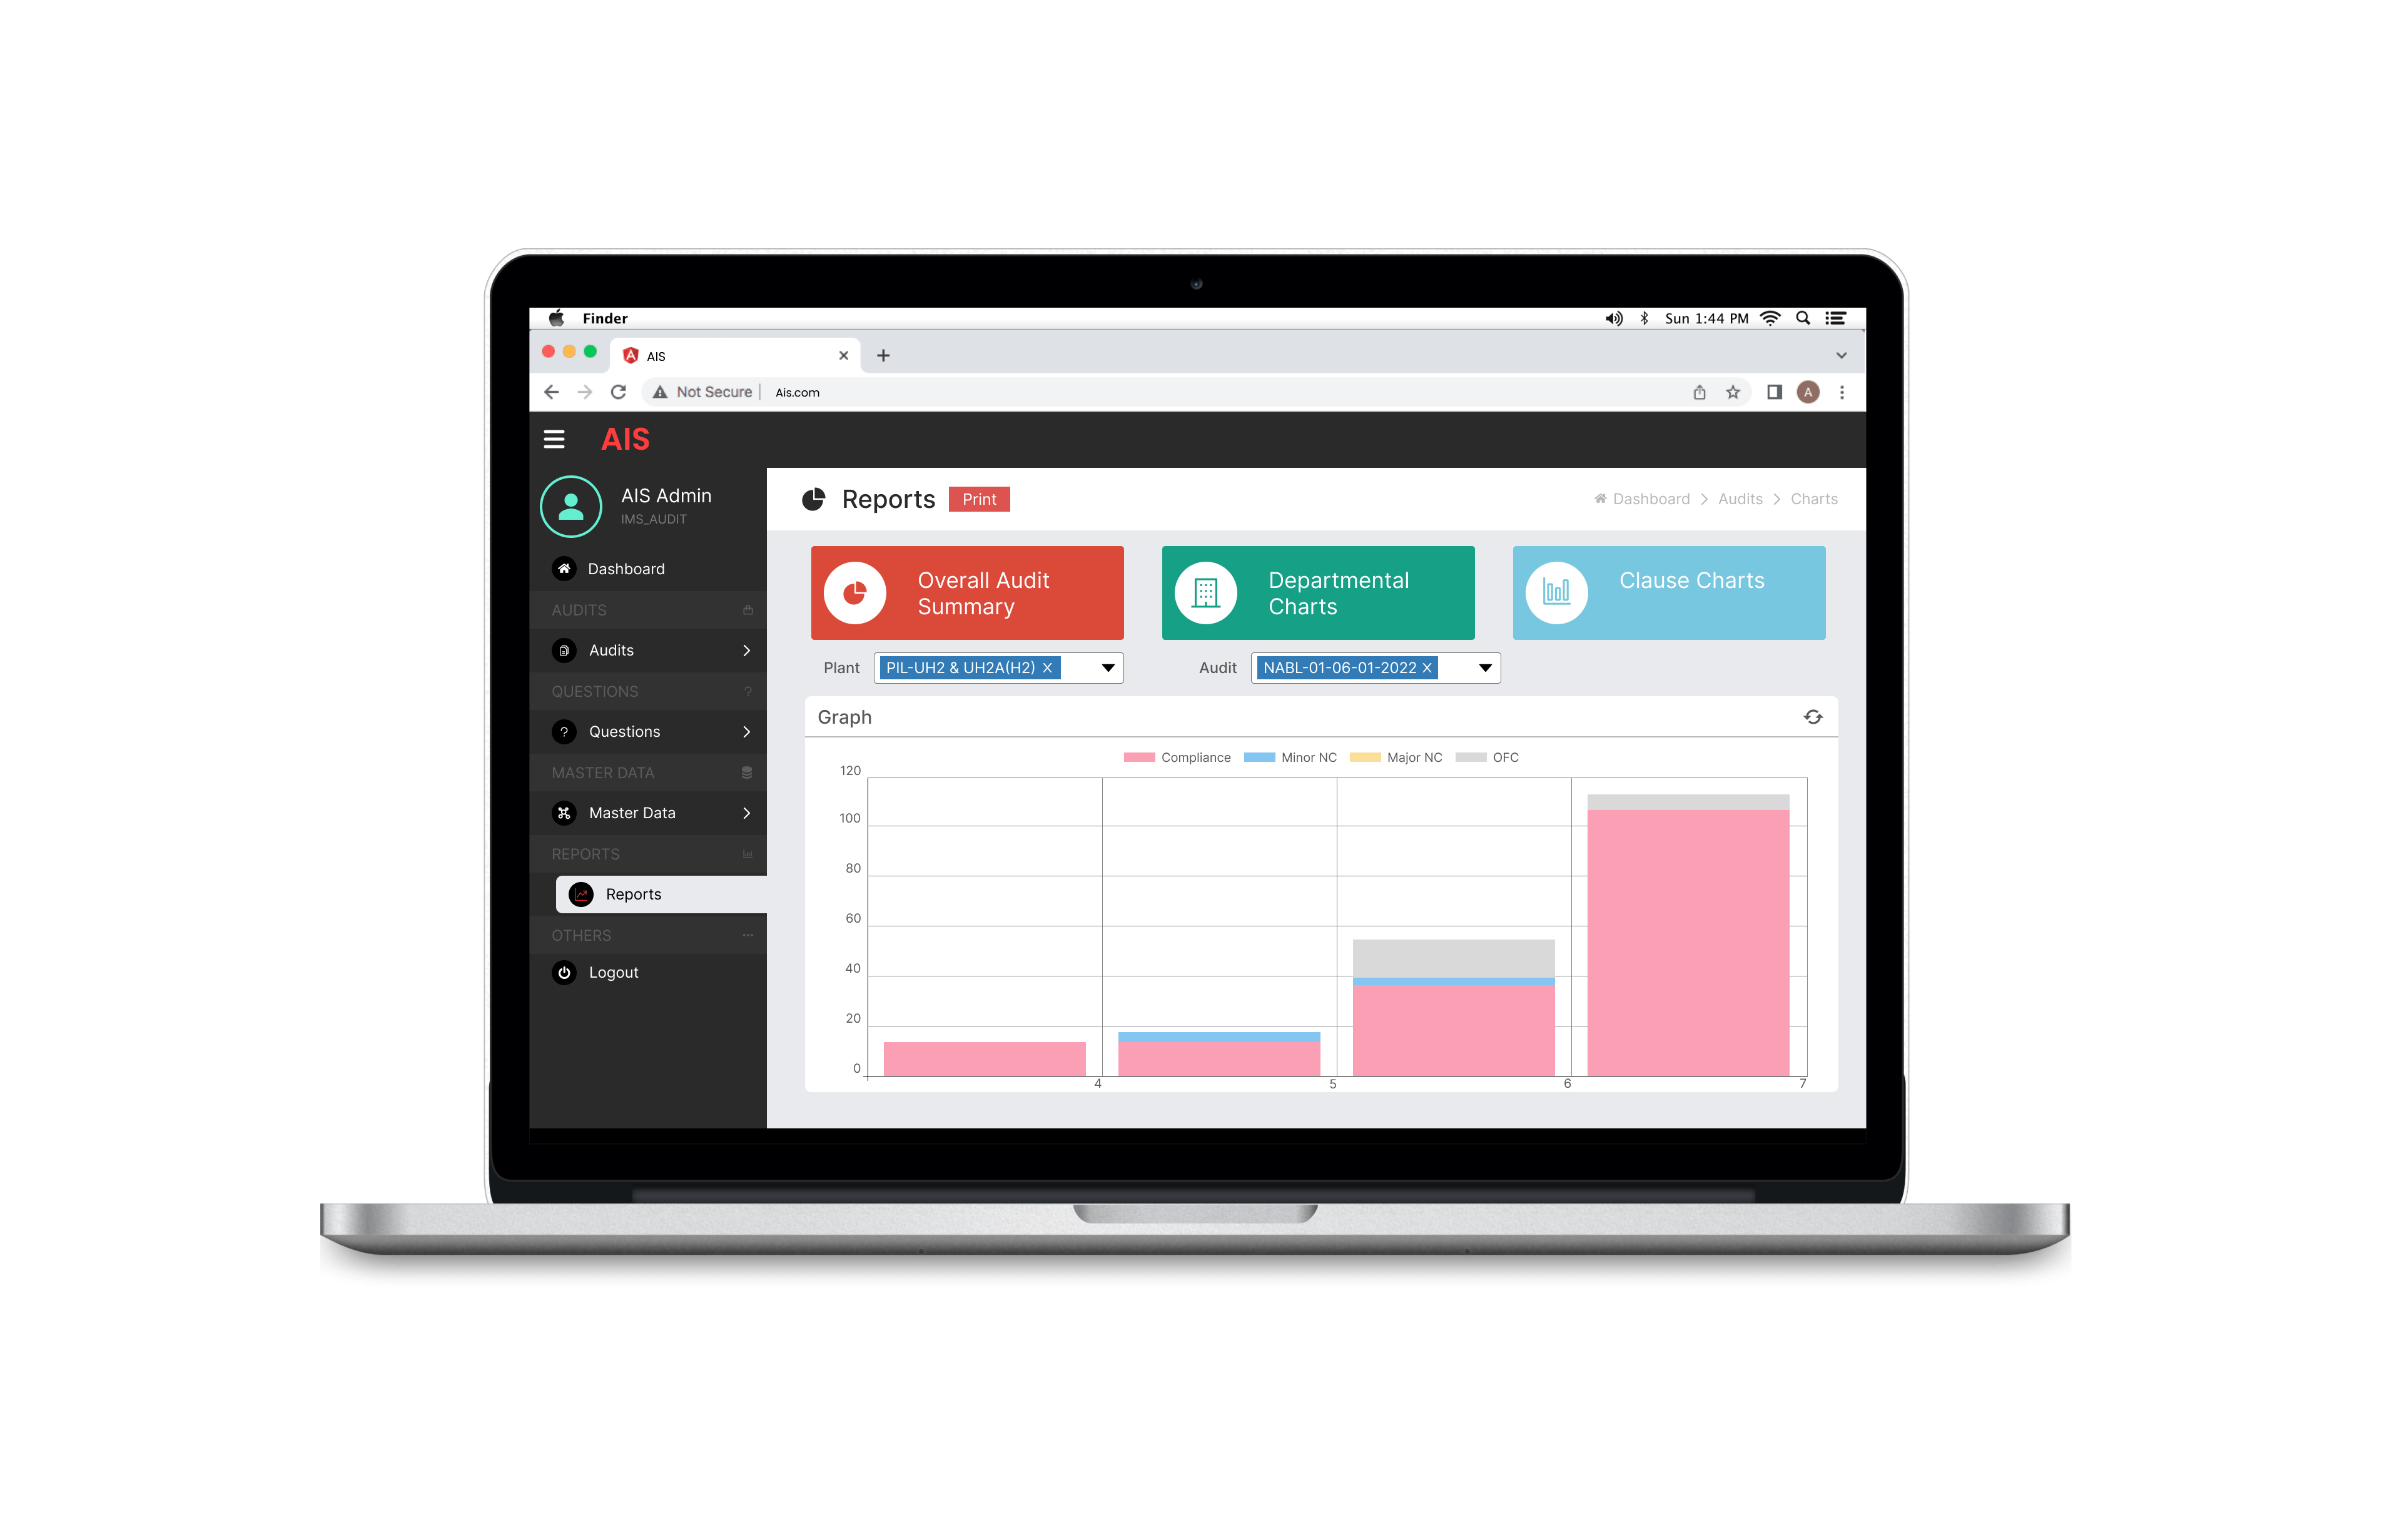 Finder
Sun 1:44 PM
AIS
Not Secure
Ais.com
A
AIS
AIS Admin
IMS_AUDIT
Dashboard
AUDITS
Audits
QUESTIONS ?
? Questions
MASTER DATA
Master Data
REPORTS
Reports
OTHERS
Logout
Reports
Print
Dashboard > Audits > Charts
Overall Audit
Summary
Departmental
Charts
Clause Charts
Plant
PIL-UH2 & UH2A(H2) ×
Audit
NABL-01-06-01-2022 ×
Graph
Compliance
Minor NC
Major NC
OFC
120
100
80
60
40
20
0
4
5
6
7